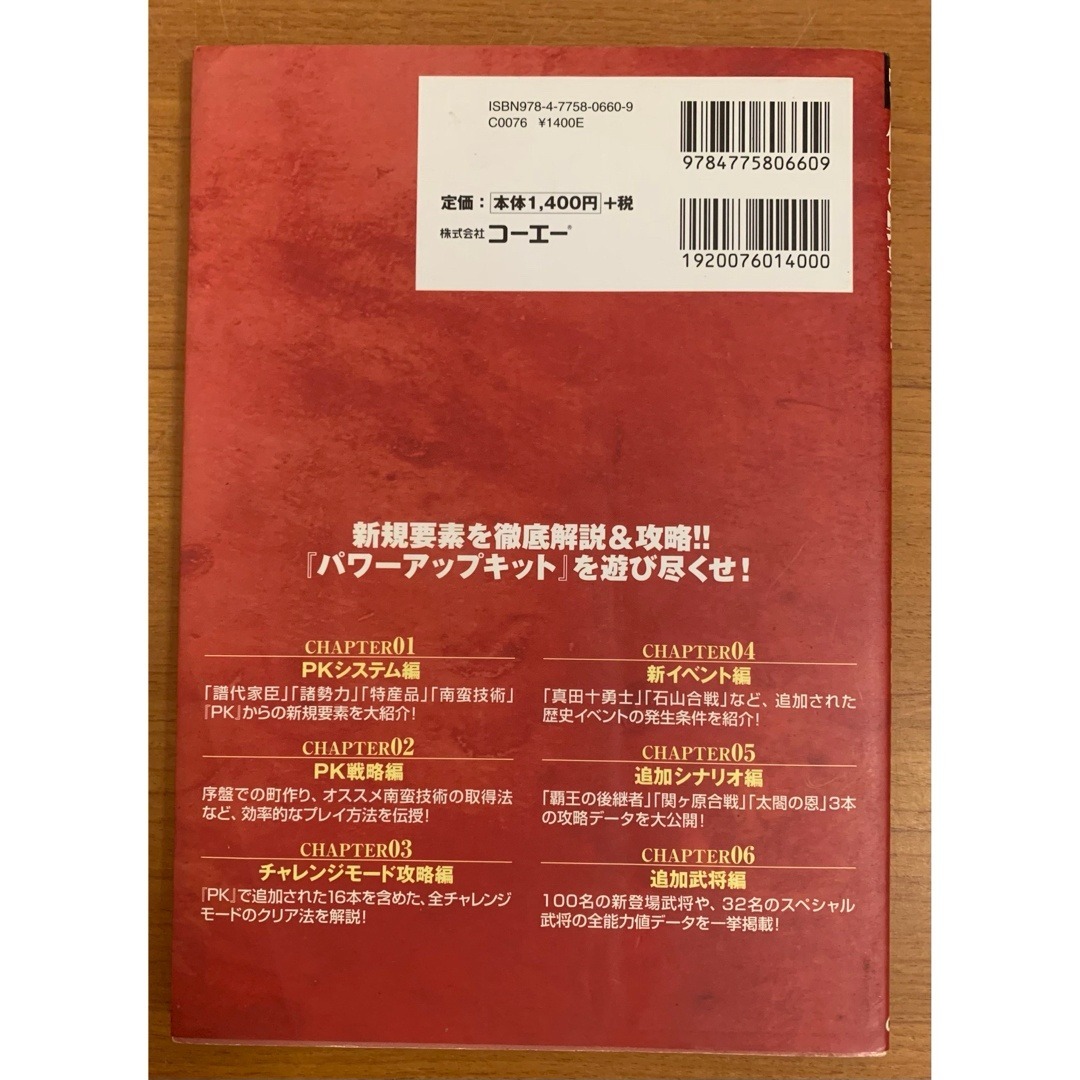 ISBN978-4-7758-0660-9
C0076 ¥1400E
9784775806609
定価：本体1,400円+税
株式会社コーエー®
1920076014000
新規要素を徹底解説&攻略!!
『パワーアップキット』を遊び尽くせ！
CHAPTER01
PKシステム編
「譜代家臣」「諸勢力」「特産品」「南蛮技術」
『PK』からの新規要素を大紹介！
CHAPTER02
PK戦略編
序盤での町作り、オススメ南蛮技術の取得法
など、効率的なプレイ方法を伝授！
CHAPTER03
チャレンジモード攻略編
『PK』で追加された16本を含めた、全チャレンジ
モードのクリア法を解説！
CHAPTER04
新イベント編
「真田十勇士」「石山合戦」など、追加された
歴史イベントの発生条件を紹介！
CHAPTER05
追加シナリオ編
「覇王の後継者」「関ヶ原合戦」「太閤の恩」3本
の攻略データを大公開！
CHAPTER06
追加武将編
100名の新登場武将や、32名のスペシャル
武将の全能力値データを一挙掲載！